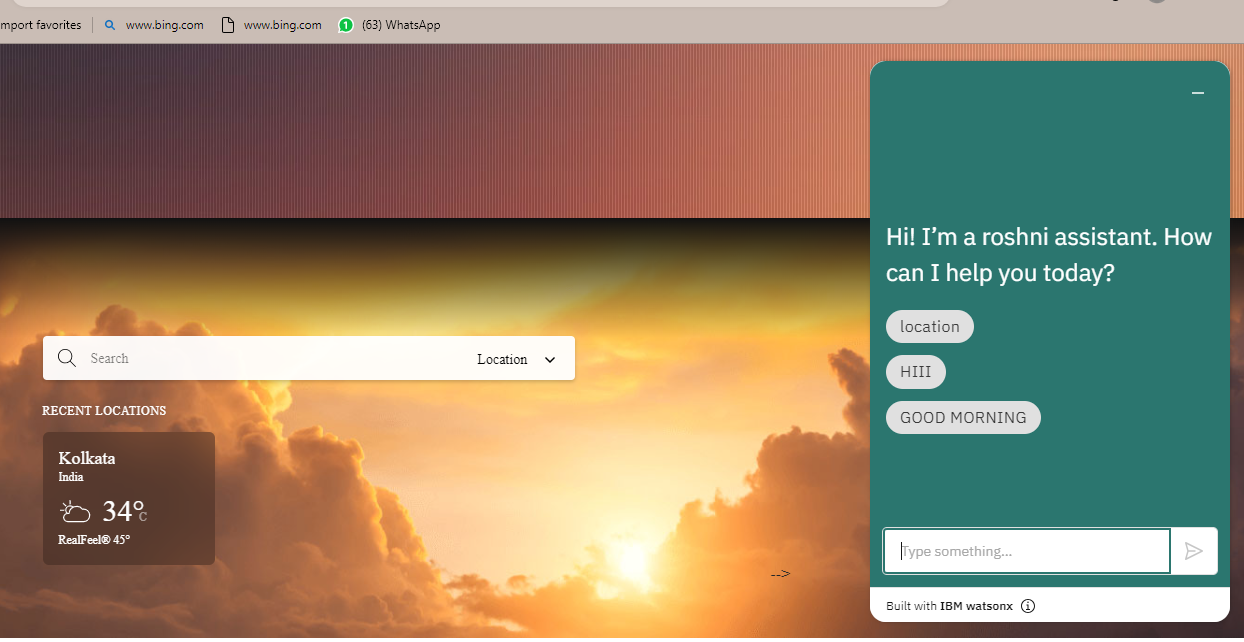 mport favorites
www.bing.com
www.bing.com
1
(63) WhatsApp
Search
Location
RECENT LOCATIONS
Kolkata
India
34°C
RealFeel® 45°
-->
Hi! I’m a roshni assistant. How
can I help you today?
location
HIII
GOOD MORNING
Type something...
Built with IBM watsonx